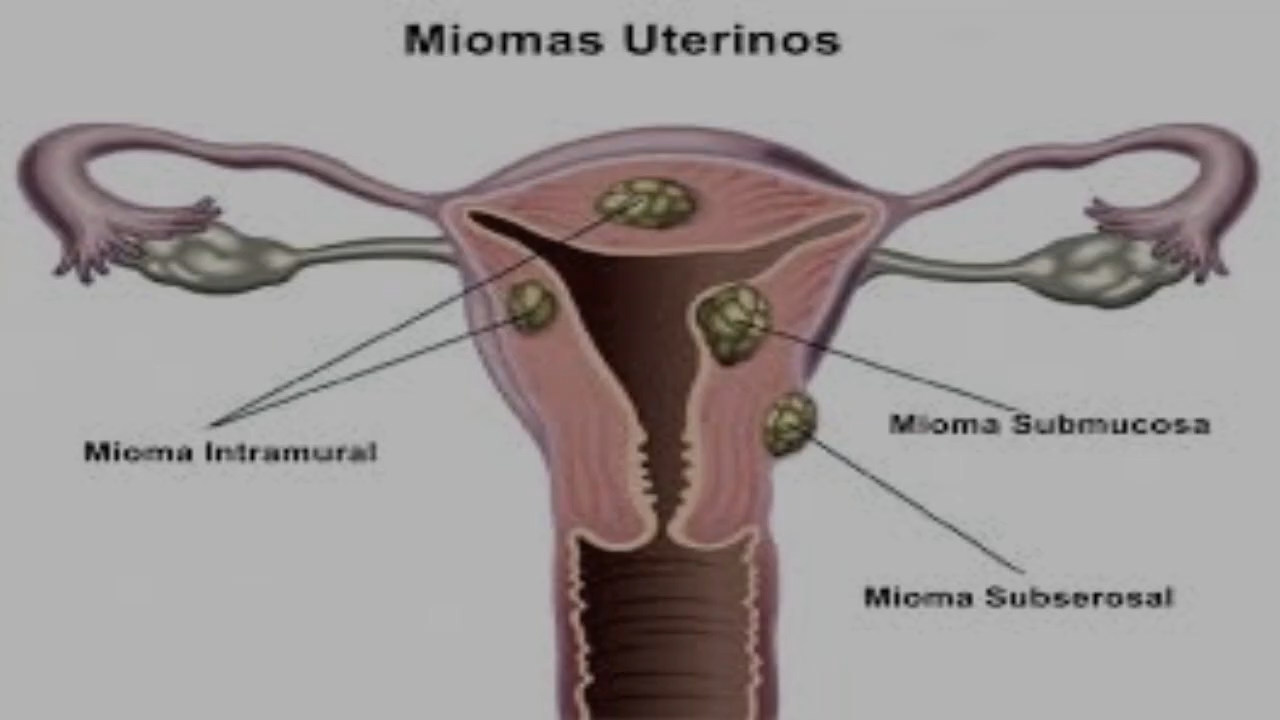 Miomas Uterinos
Mioma Submucosa
Mioma Intramural
Mioma Subserosal